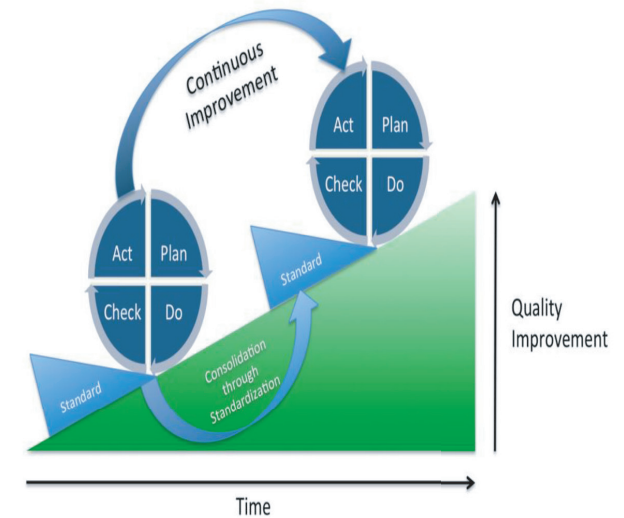 Continuous
Improvement
Act
Plan
Check
Do
Act
Plan
Check
Do
Standard
Standard
Consolidation
through
Standardization
Quality
Improvement
Time